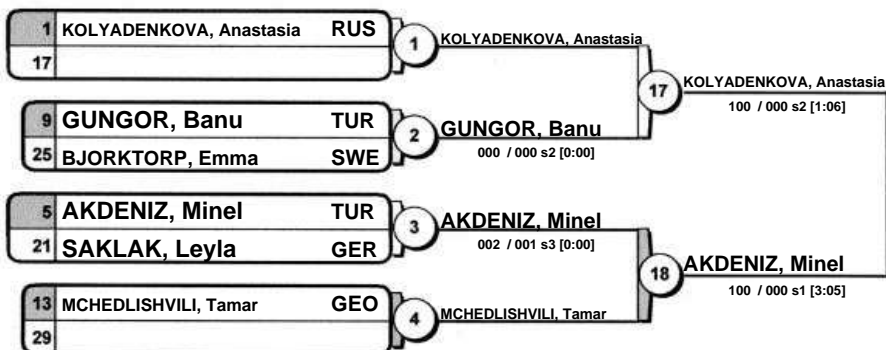 1 KOLYADENKOVA, Anastasia RUS
17
1
KOLYADENKOVA, Anastasia
9 GUNGOR, Banu TUR
25 BJORKTORP, Emma SWE
2
GUNGOR, Banu
000 / 000 s2 [0:00]
17
KOLYADENKOVA, Anastasia
100 / 000 s2 [1:06]
5 AKDENIZ, Minel TUR
21 SAKLAK, Leyla GER
3
AKDENIZ, Minel
002 / 001 s3 [0:00]
13 MCHEDLISHVILI, Tamar GEO
29
4
MCHEDLISHVILI, Tamar
18
AKDENIZ, Minel
100 / 000 s1 [3:05]